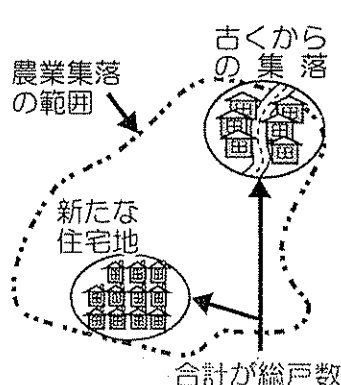 古くから
の集落
農業集落
の範囲
新たな
住宅地
合計が総戸数